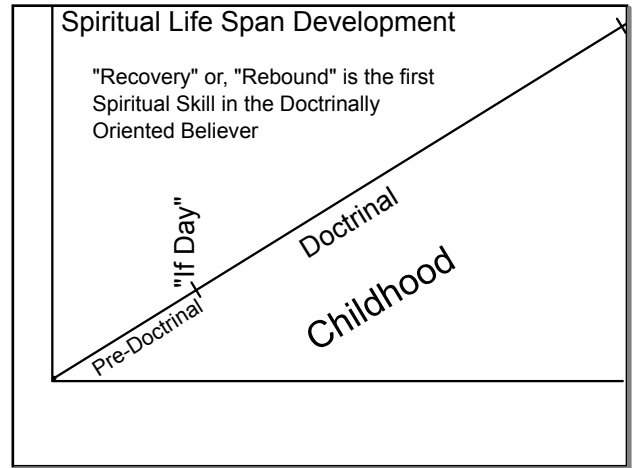 Spiritual Life Span Development
"Recovery" or, "Rebound" is the first
Spiritual Skill in the Doctrinally
Oriented Believer
"If Day"
Doctrinal
Pre-Doctrinal
Childhood